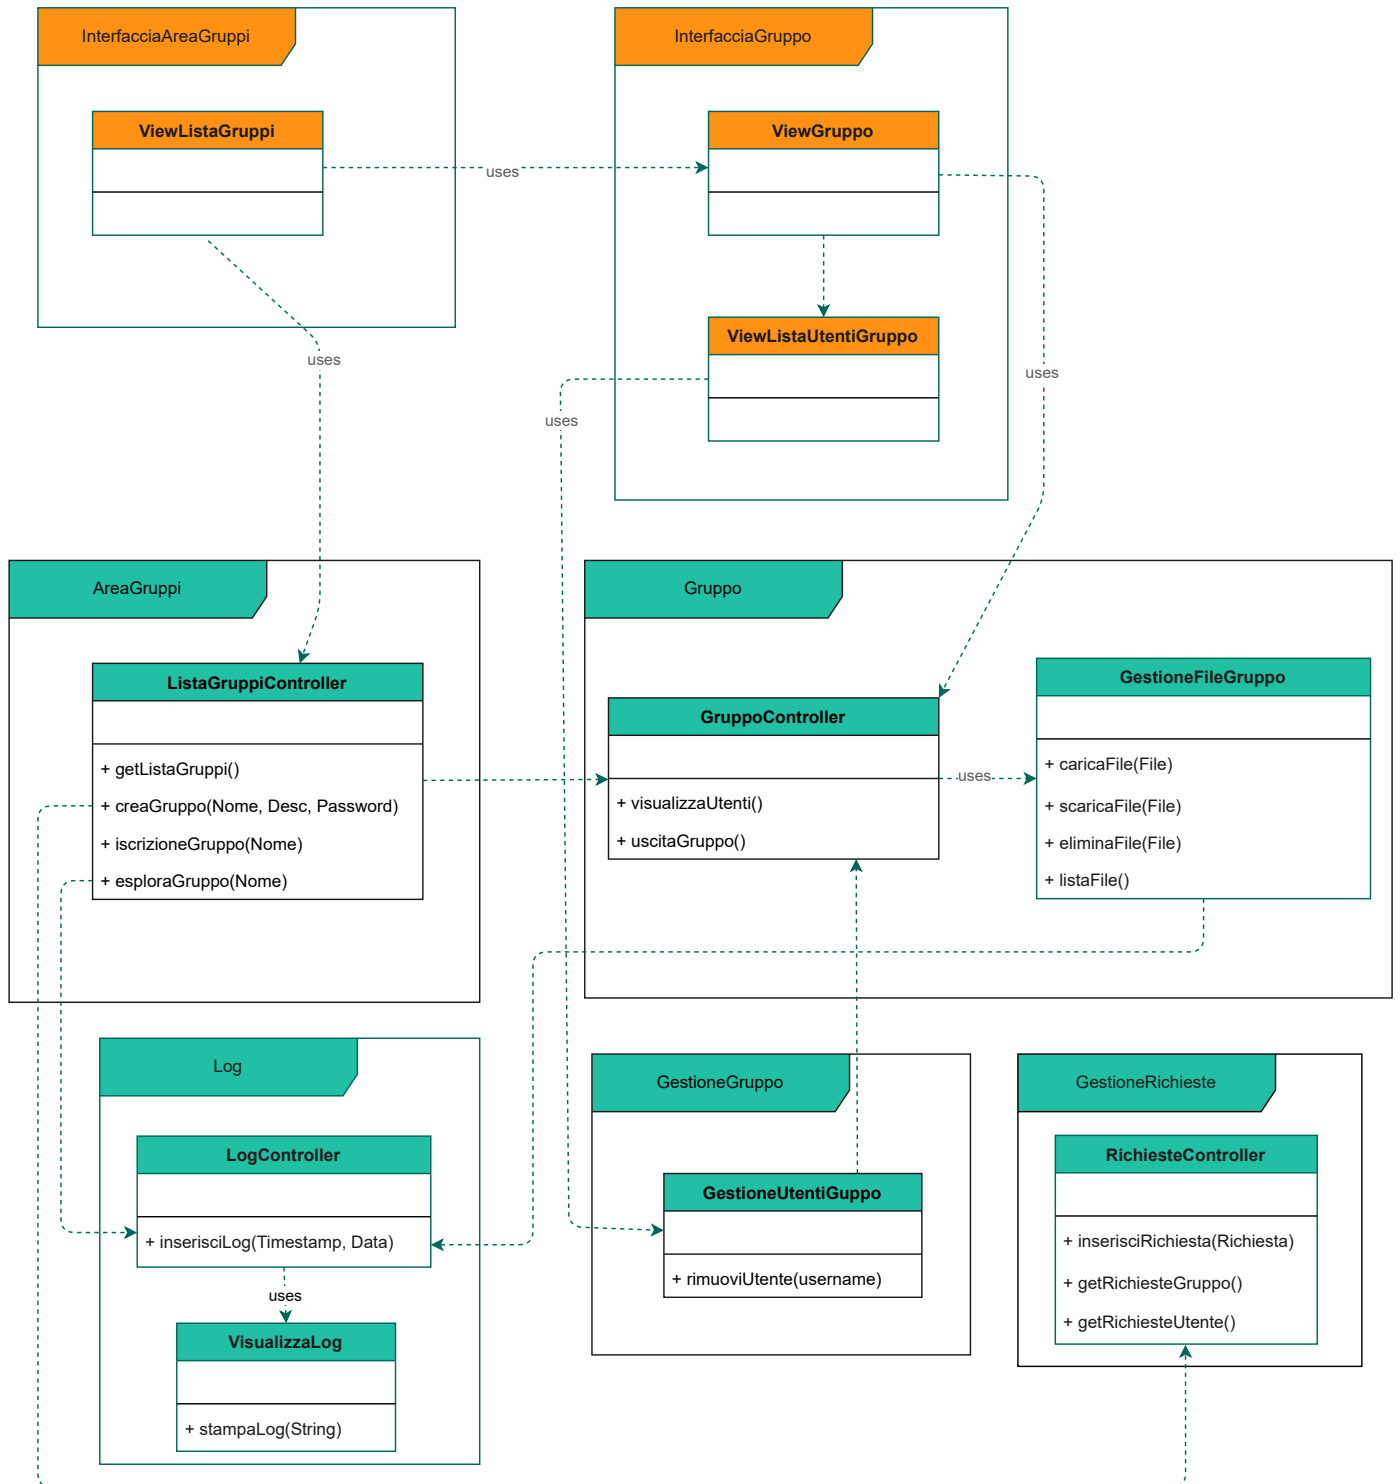 InterfacciaAreaGruppi
InterfacciaGruppo
ViewListaGruppi
ViewGruppo
uses
ViewListaUtentiGruppo
uses
uses
uses
AreaGruppi
Gruppo
ListaGruppiController
+ getListaGruppi()
+ creaGruppo(Nome, Desc, Password)
+ iscrizioneGruppo(Nome)
+ esploraGruppo(Nome)
GruppoController
+ visualizzaUtenti()
+ uscitaGruppo()
uses
GestioneFileGruppo
+ caricaFile(File)
+ scaricaFile(File)
+ eliminaFile(File)
+ listaFile()
Log
LogController
+ inserisciLog(Timestamp, Data)
uses
VisualizzaLog
+ stampaLog(String)
GestioneGruppo
GestioneUtentiGuppo
+ rimuoviUtente(username)
GestioneRichieste
RichiesteController
+ inserisciRichiesta(Richiesta)
+ getRichiesteGruppo()
+ getRichiesteUtente()